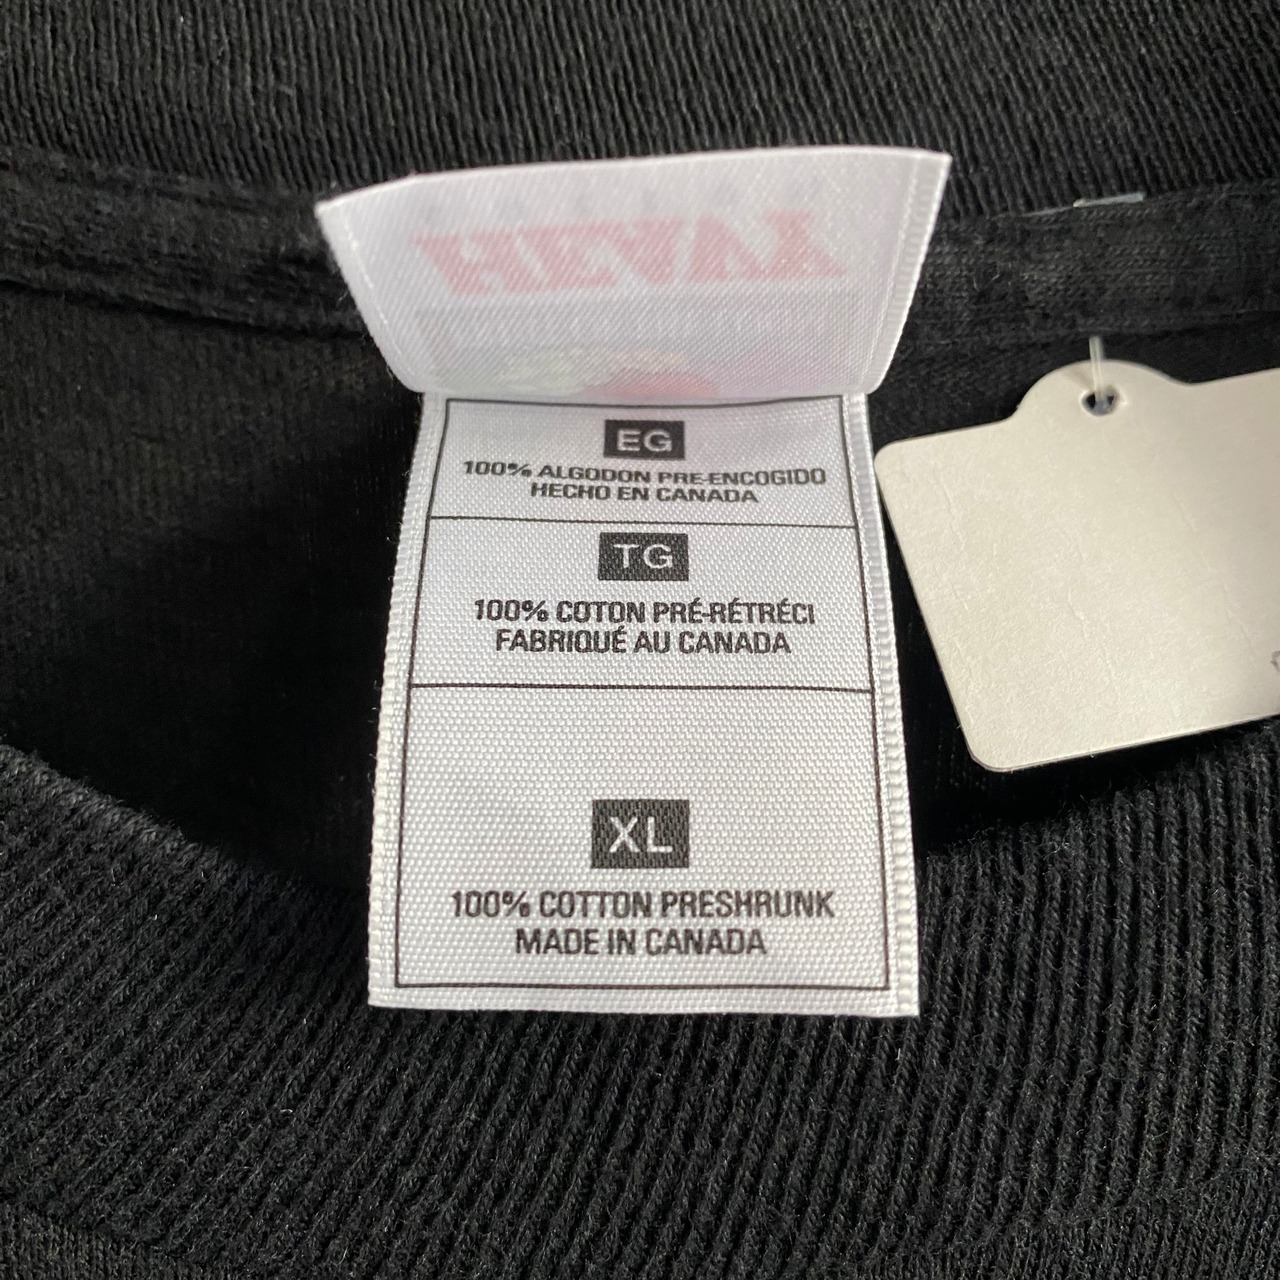 HEAVY
EG
100% ALGODON PRE-ENCOGIDO
HECHO EN CANADA
TG
100% COTON PRÉ-RÉTRÉCI
FABRIQUÉ AU CANADA
XL
100% COTTON PRESHRUNK
MADE IN CANADA